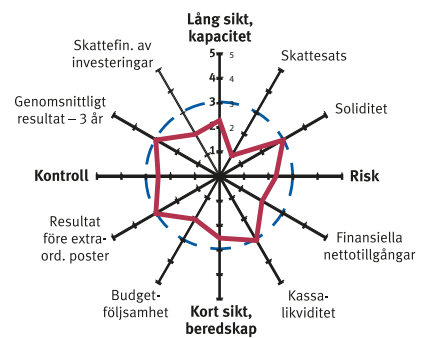 Lång sikt,
kapacitet
Skattefin. av
investeringar
Skattesats
5
5
4
4
3
2
2
1
Genomsnittligt
resultat – 3 år
Soliditet
Kontroll
Risk
Resultat
före extra-
ord. poster
Finansiella
nettotillgångar
Budget-
följsamhet
Kort sikt,
beredskap
Kassa-
likviditet